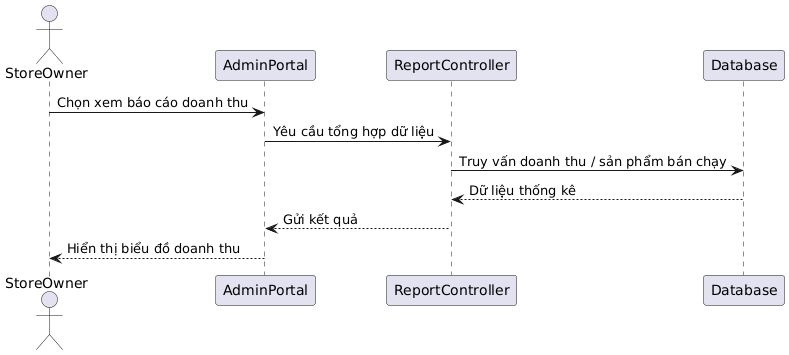 StoreOwner
AdminPortal
ReportController
Database
Chọn xem báo cáo doanh thu
Yêu cầu tổng hợp dữ liệu
Truy vấn doanh thu / sản phẩm bán chạy
Dữ liệu thống kê
Gửi kết quả
Hiển thị biểu đồ doanh thu
StoreOwner
AdminPortal
ReportController
Database